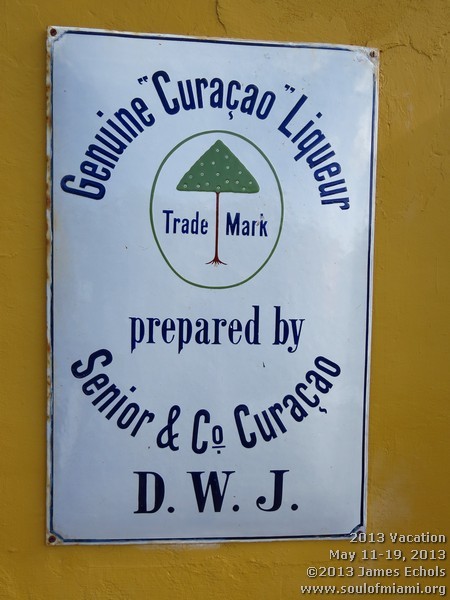 Genuine "Curaçao" Liqueur
Trade Mark
prepared by
Senior & Co Curaçao
D. W. J.
2013 Vacation
May 11-19, 2013
©2013 James Echols
www.soulofmiami.org